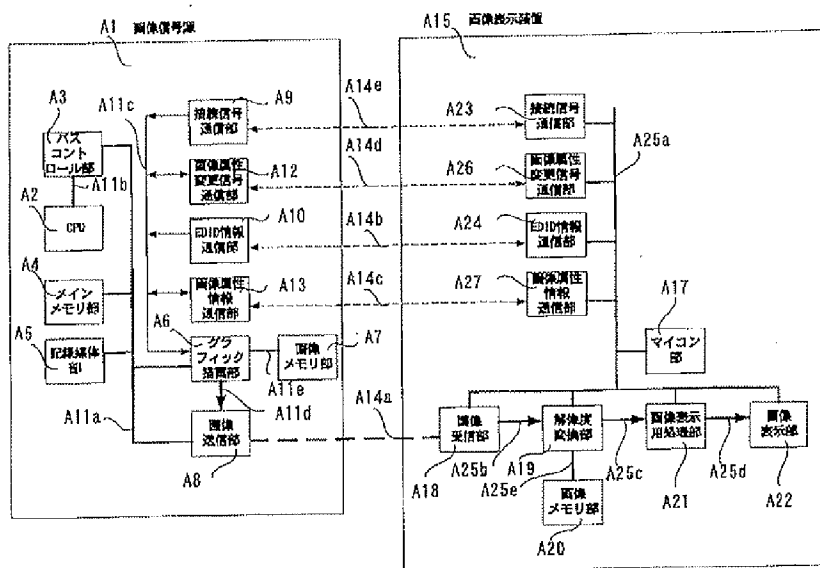 A1 画像信号源
A15 画像表示装置
A3
バス
コント
ロール部
A11c
A9
接続信号
通信部
A14e
A23
接続信号
通信部
A25a
A11b
A2
CPU
A12
画像属性
変更信号
通信部
A14d
A26
画像属性
変更信号
通信部
A10
EDID情報
通信部
A14b
A24
EDID情報
通信部
A4
メイン
メモリ部
A13
画像属性
情報
通信部
A14c
A27
画像属性
情報
通信部
A5
記録媒体
部
A6
グラ
フィック
描画部
A7
画像
メモリ部
A11e
A17
マイコン
部
A11a
A11d
画像
送信部
A8
A14a
画像
受信部
A18
A25b
解像度
変換部
A19
A25e
A25c
画像表示
用処理部
A21
A25d
画像
表示部
A22
画像
メモリ部
A20